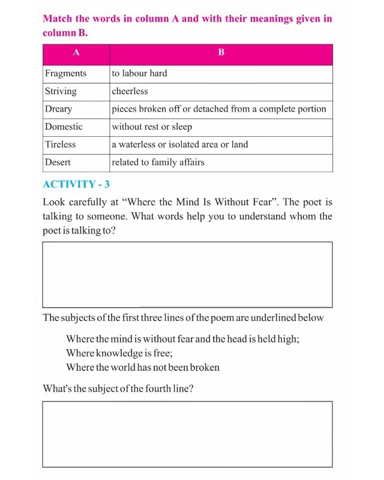 Match the words in column A and with their meanings given in
column B.
A B
Fragments to labour hard
Striving cheerless
Dreary pieces broken off or detached from a complete portion
Domestic without rest or sleep
Tireless a waterless or isolated area or land
Desert related to family affairs
ACTIVITY - 3
Look carefully at “Where the Mind Is Without Fear”. The poet is
talking to someone. What words help you to understand whom the
poet is talking to?
The subjects of the first three lines of the poem are underlined below
Where the mind is without fear and the head is held high;
Where knowledge is free;
Where the world has not been broken
What's the subject of the fourth line?